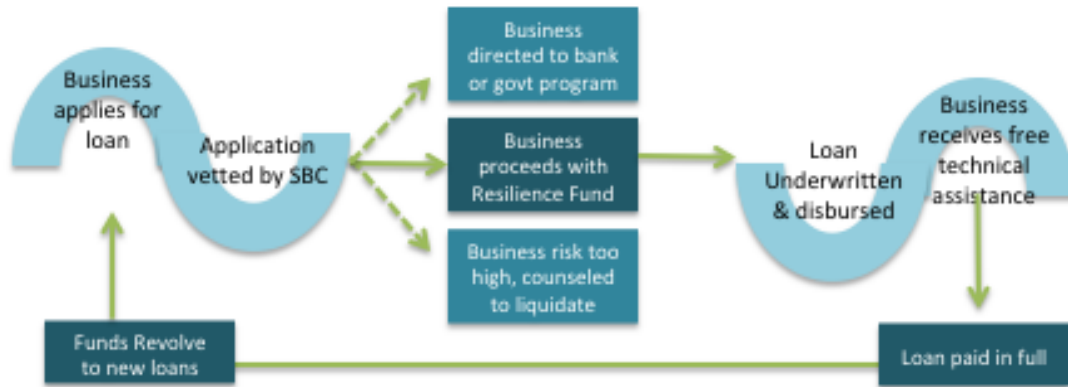 Business
applies for
loan
Application
vetted by SBC
Business
directed to bank
or govt program
Business
proceeds with
Resilience Fund
Business risk too
high, counseled
to liquidate
Loan
Underwritten
& disbursed
Business
receives free
technical
assistance
Loan paid in full
Funds Revolve
to new loans